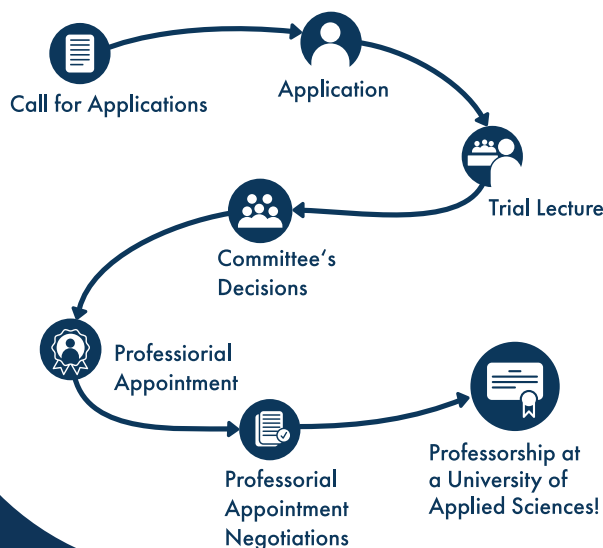 Call for Applications
Application
Trial Lecture
Committee‘s
Decisions
Professiorial
Appointment
Professorial
Appointment
Negotiations
Professorship at
a University of
Applied Sciences!